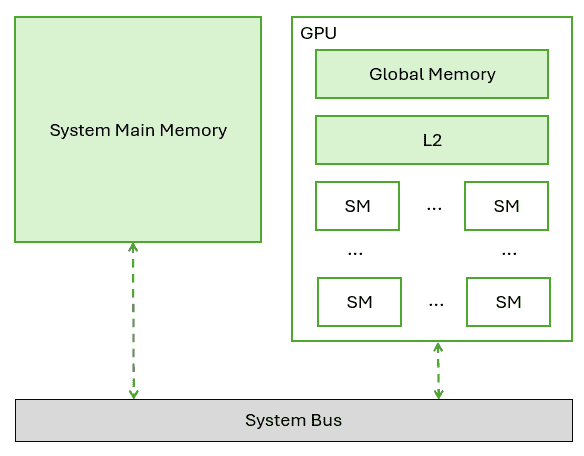 GPU
Global Memory
System Main Memory
L2
SM ... SM
... ...
SM ... SM
System Bus